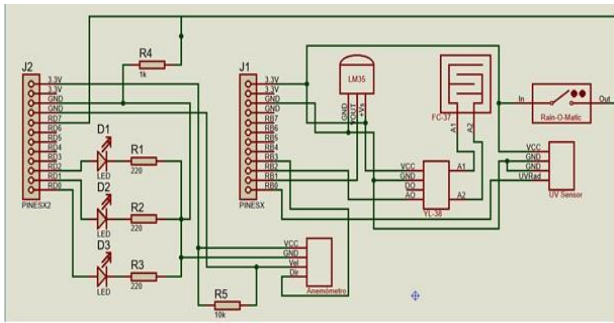 J2
3.3V
3.3V
GND
GND
RD7
RD6
RD5
RD4
RD3
RD2
RD1
RD0
PINESX2
R4
1k
D1
LED
R1
220
D2
LED
R2
220
D3
LED
R3
220
J1
3.3V
3.3V
GND
GND
RB7
RB6
RB5
RB4
RB3
RB2
RB1
RB0
PINESX
LM35
GND
VOUT
+Vs
FC-37
A1
A2
VCC
GND
DO
AO
A1
A2
YL-38
In
Out
Rain-O-Matic
VCC
GND
GND
UVRad
UV Sensor
VCC
GND
Vel
Dir
Anemómetro
R5
10k